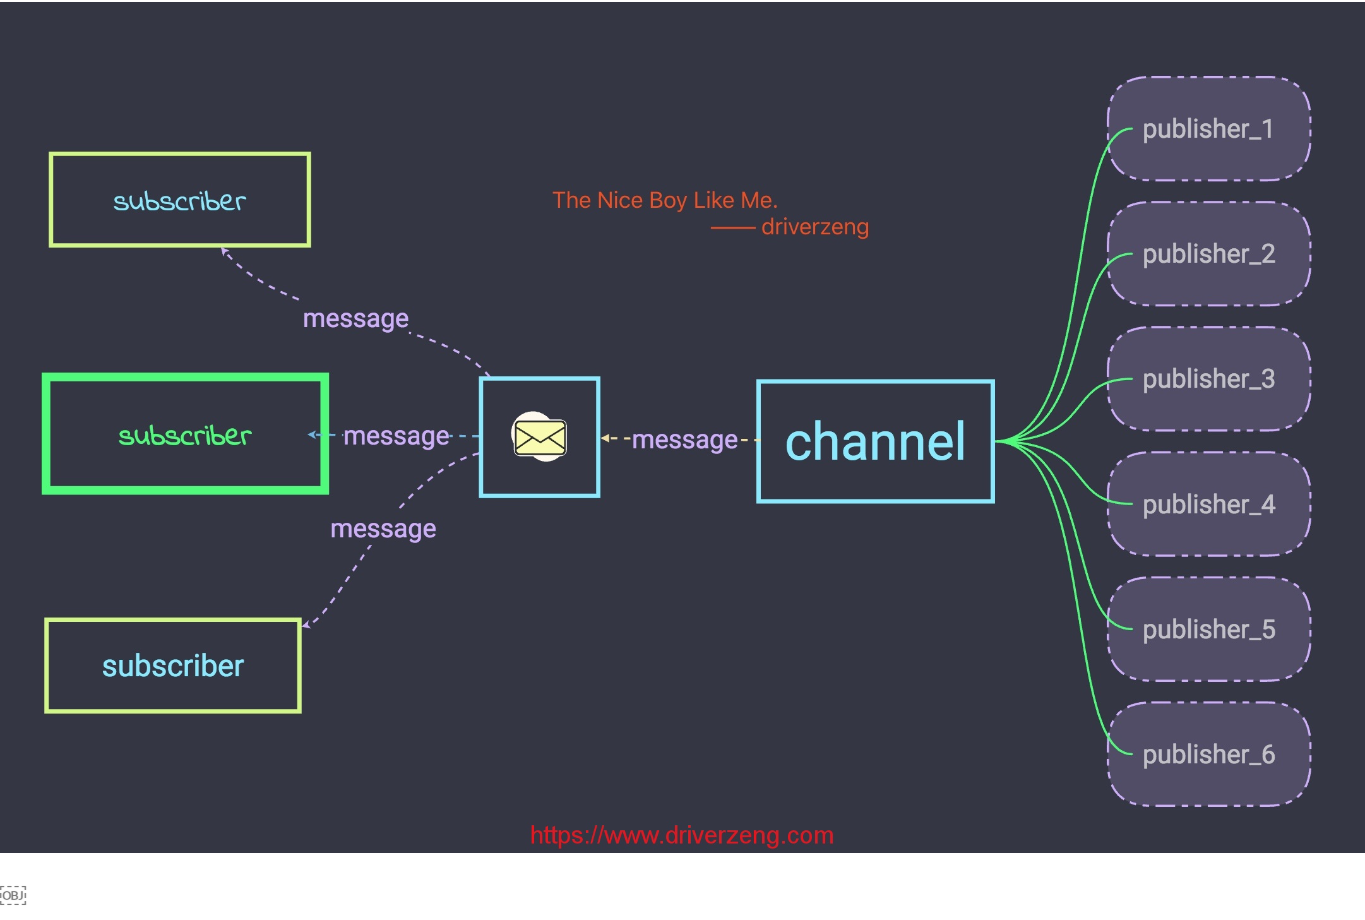 publisher_1
subscriber
The Nice Boy Like Me.
—— driverzeng
publisher_2
message
publisher_3
subscriber
message
message
channel
publisher_4
message
publisher_5
subscriber
publisher_6
https://www.driverzeng.com
OBJ